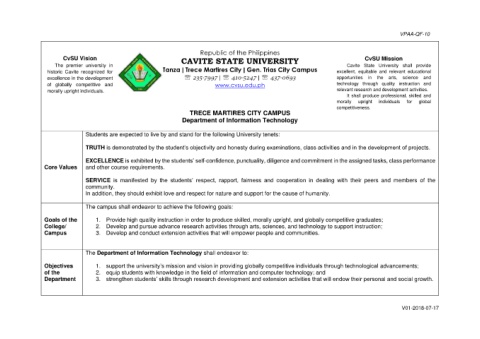 VPAA-QF-10
CvSU Vision
The premier university in
historic Cavite recognized for
excellence in the development
of globally competitive and
morally upright individuals.
Republic of the Philippines
CAVITE STATE UNIVERSITY
Tanza | Trece Martires City | Gen. Trias City Campus
☏ 235-7997 | ☏ 410-5247 | ☏ 437-0693
www.cvsu.edu.ph
CvSU Mission
Cavite State University shall provide
excellent, equitable and relevant educational
opportunities in the arts, science and
technology through quality instruction and
relevant research and development activities.
It shall produce professional, skilled and
morally upright individuals for global
competitiveness.
TRECE MARTIRES CITY CAMPUS
Department of Information Technology
Core Values
Students are expected to live by and stand for the following University tenets:
TRUTH is demonstrated by the student's objectivity and honesty during examinations, class activities and in the development of projects.
EXCELLENCE is exhibited by the students' self-confidence, punctuality, diligence and commitment in the assigned tasks, class performance
and other course requirements.
SERVICE is manifested by the students' respect, rapport, fairness and cooperation in dealing with their peers and members of the
community.
In addition, they should exhibit love and respect for nature and support for the cause of humanity.
Goals of the
College/
Campus
The campus shall endeavor to achieve the following goals:
1. Provide high quality instruction in order to produce skilled, morally upright, and globally competitive graduates;
2. Develop and pursue advance research activities through arts, sciences, and technology to support instruction;
3. Develop and conduct extension activities that will empower people and communities.
Objectives
of the
Department
The Department of Information Technology shall endeavor to:
1. support the university's mission and vision in providing globally competitive individuals through technological advancements;
2. equip students with knowledge in the field of information and computer technology; and
3. strengthen students' skills through research development and extension activities that will endow their personal and social growth.
V01-2018-07-17